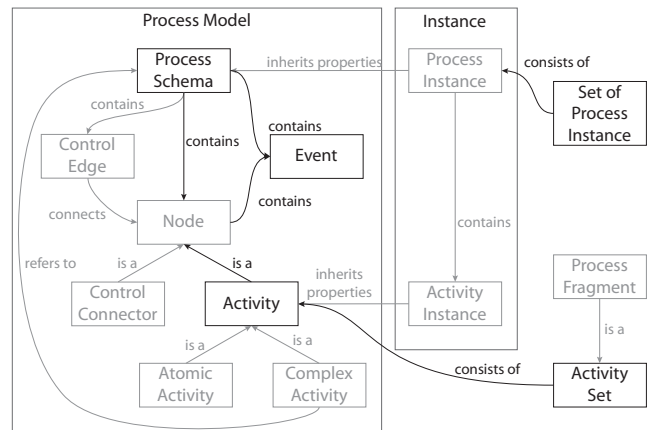 Process Model
Instance
Process
Schema
inherits properties
Process
Instance
consists of
Set of
Process
Instance
contains
contains
contains
Control
Edge
Event
connects
contains
Node
contains
refers to
is a
is a
inherits
properties
Control
Connector
Activity
Activity
Instance
Process
Fragment
is a
is a
is a
Atomic
Activity
Complex
Activity
consists of
Activity
Set